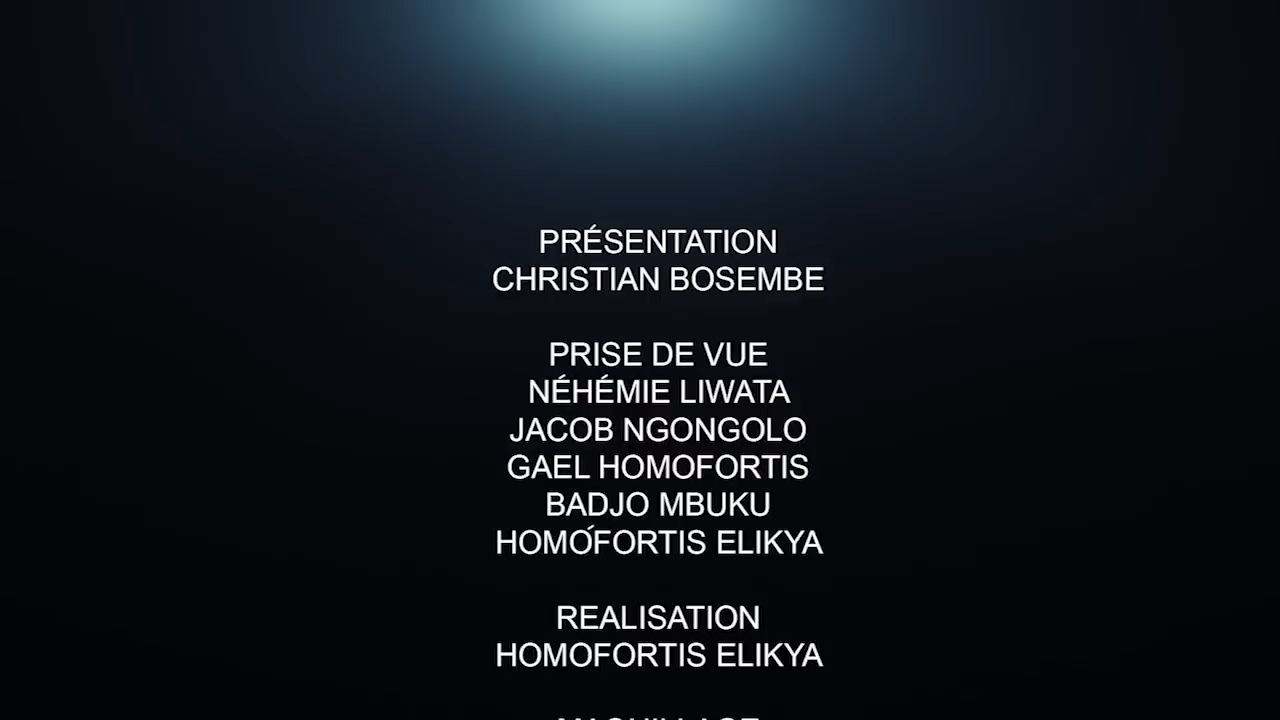 PRÉSENTATION
CHRISTIAN BOSEMBE
PRISE DE VUE
NÉHÉMIE LIWATA
JACOB NGONGOLO
GAEL HOMOFORTIS
BADJO MBUKU
HOMÓFORTIS ELIKYA
REALISATION
HOMOFORTIS ELIKYA